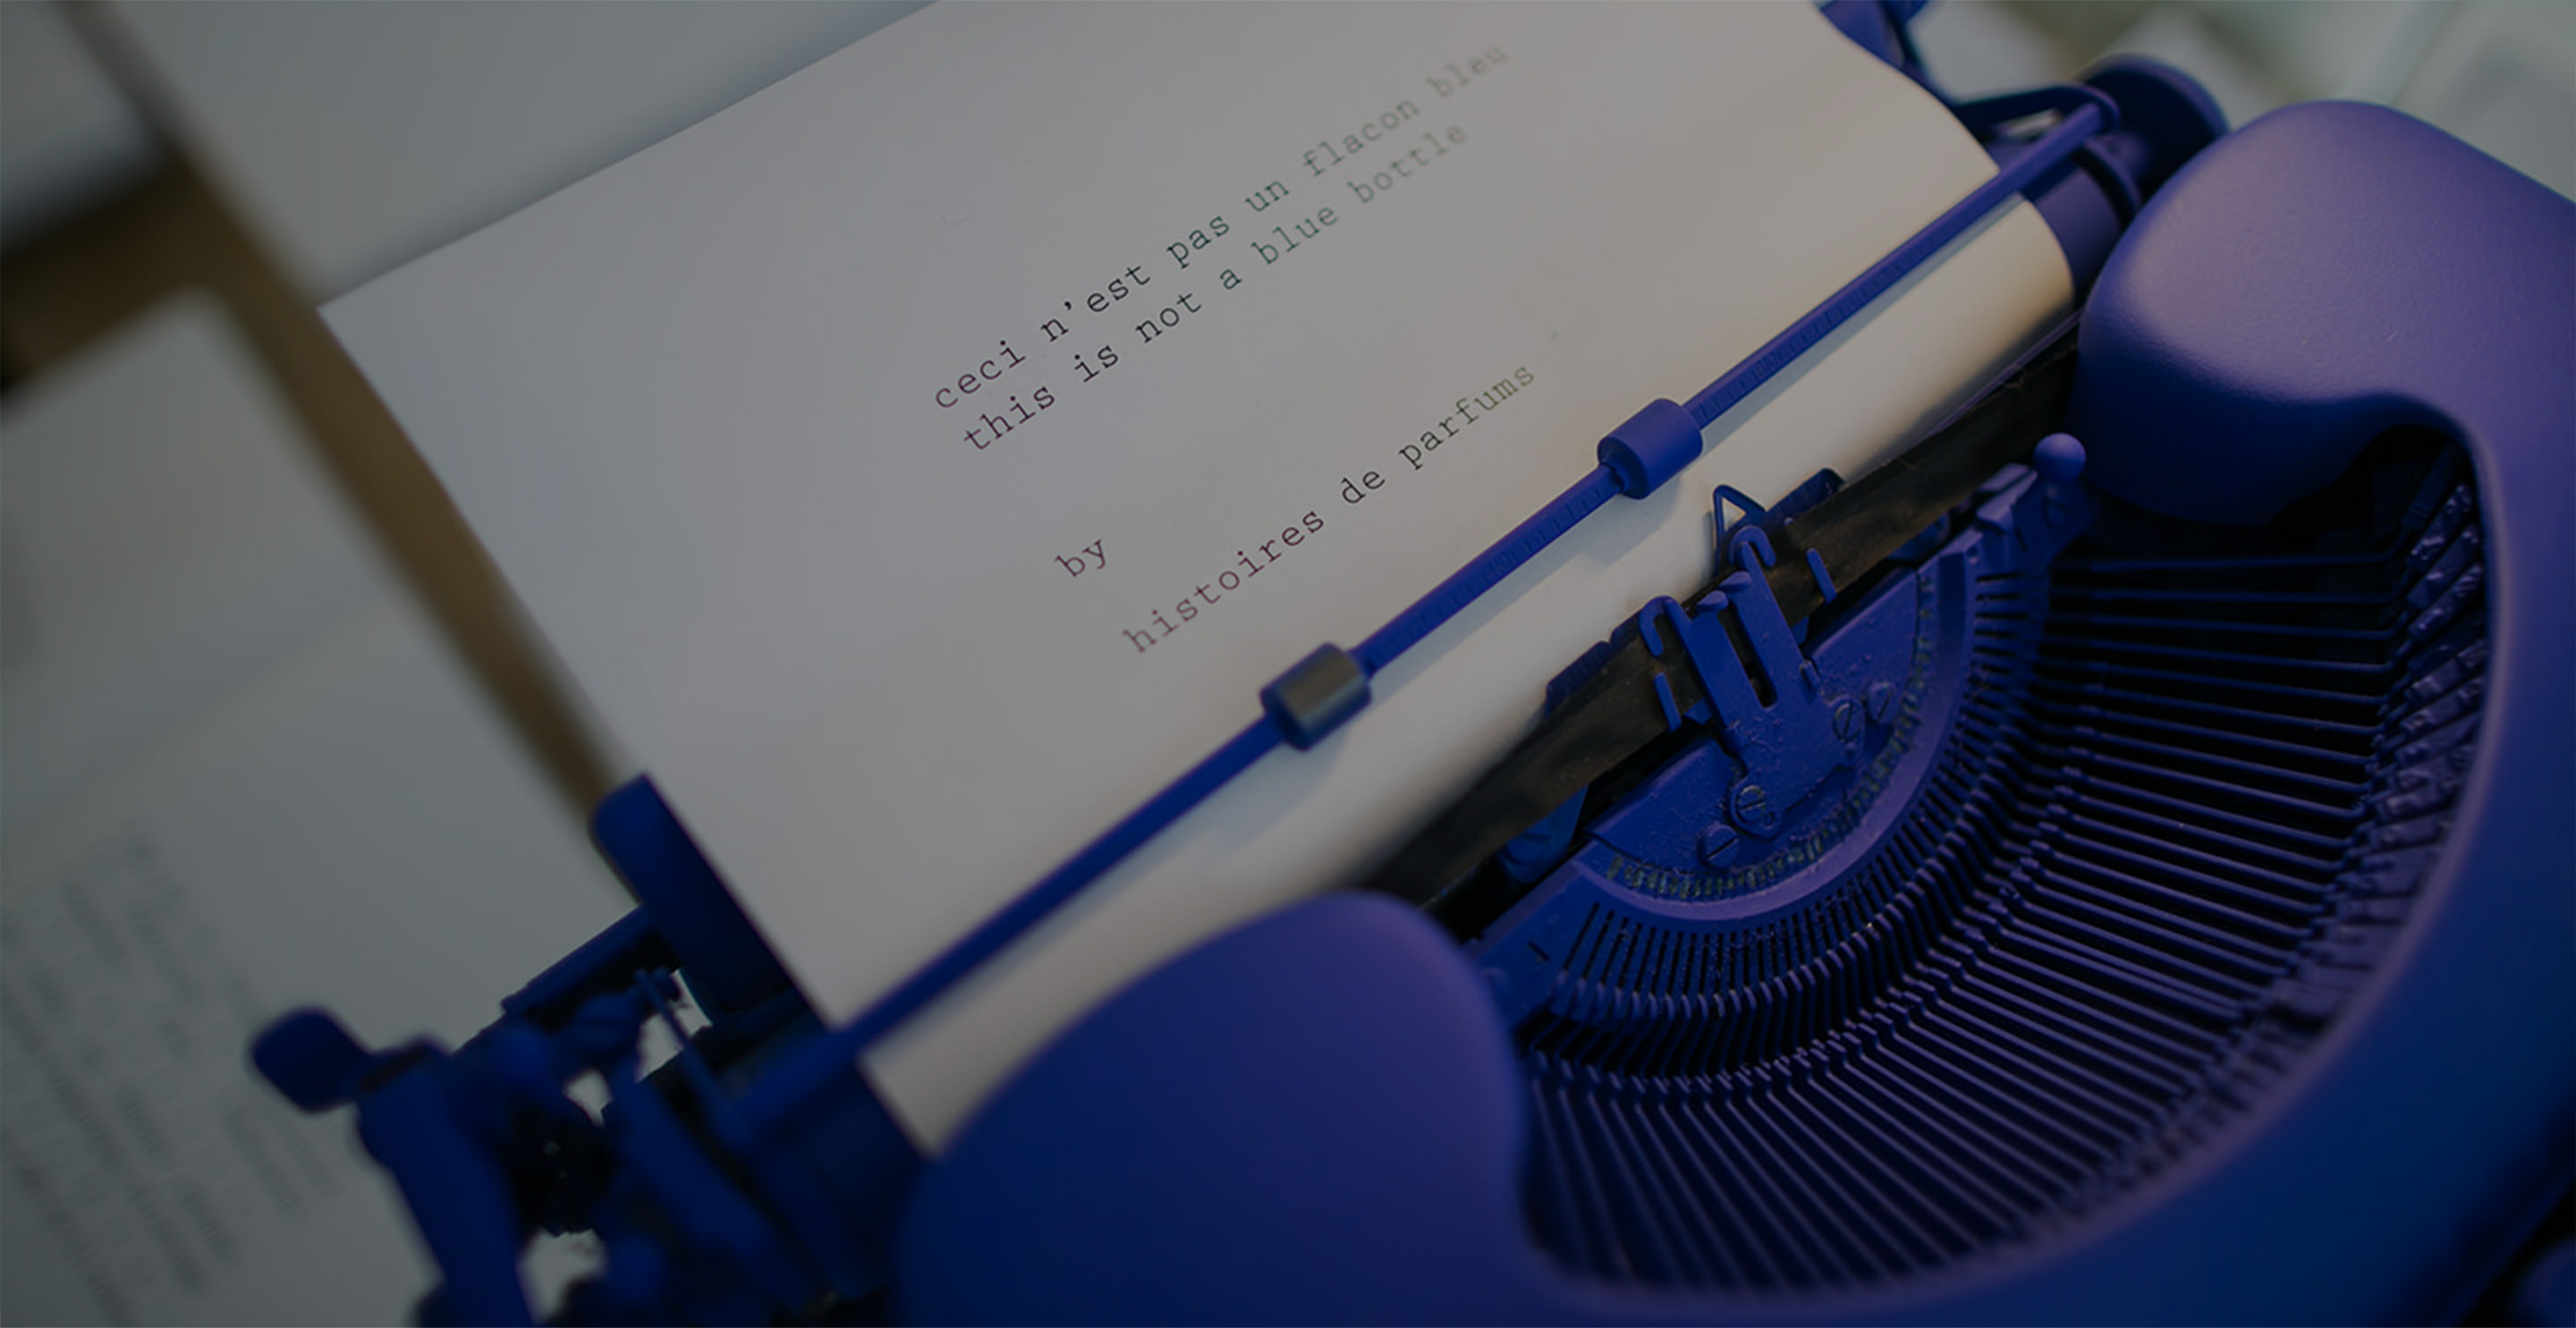 ceci n'est pas un flacon bleu
this is not a blue bottle
by
histoires de parfums